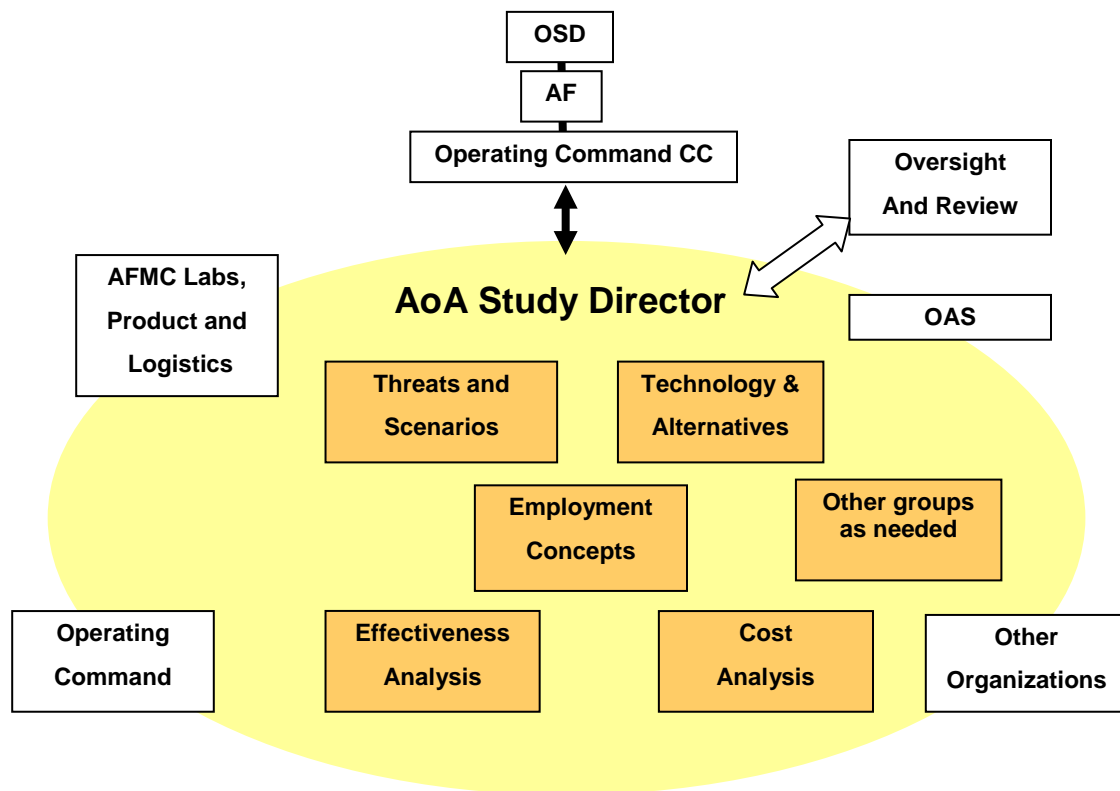 OSD
AF
Operating Command CC
Oversight
And Review
AFMC Labs,
Product and
Logistics
AoA Study Director
OAS
Threats and
Scenarios
Technology &
Alternatives
Employment
Concepts
Other groups
as needed
Operating
Command
Effectiveness
Analysis
Cost
Analysis
Other
Organizations